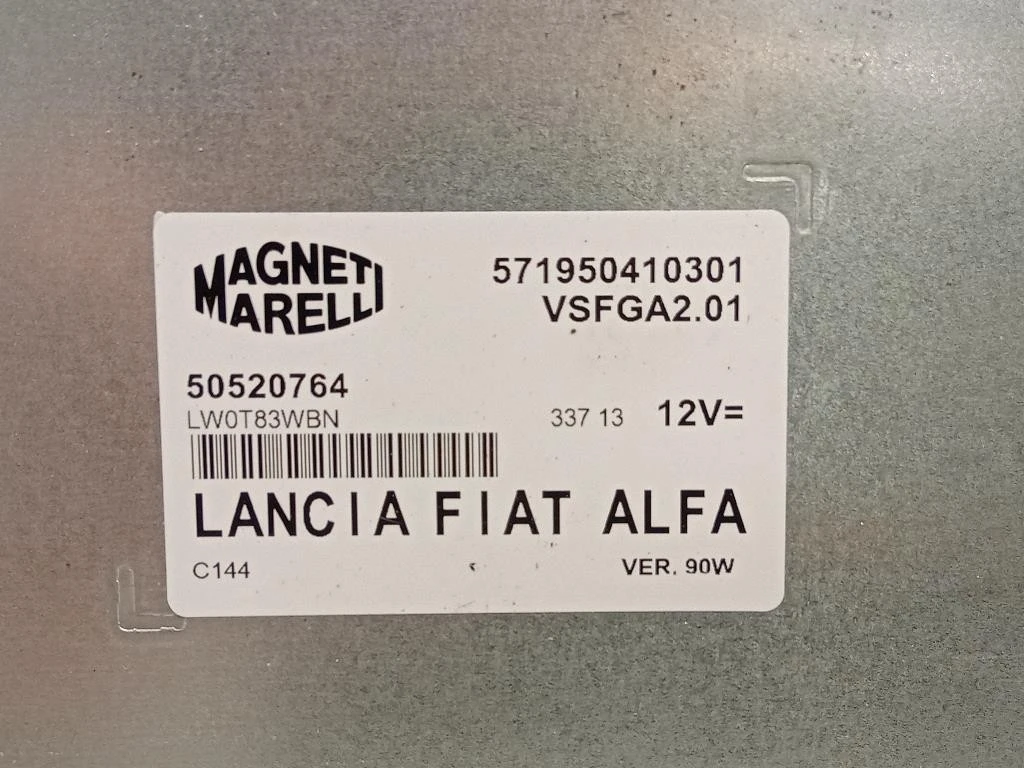 MAGNETI
MARELLI
571950410301
VSFGA2.01
50520764
LW0T83WBN
337 13 12V=
LANCIA FIAT ALFA
C144 VER. 90W